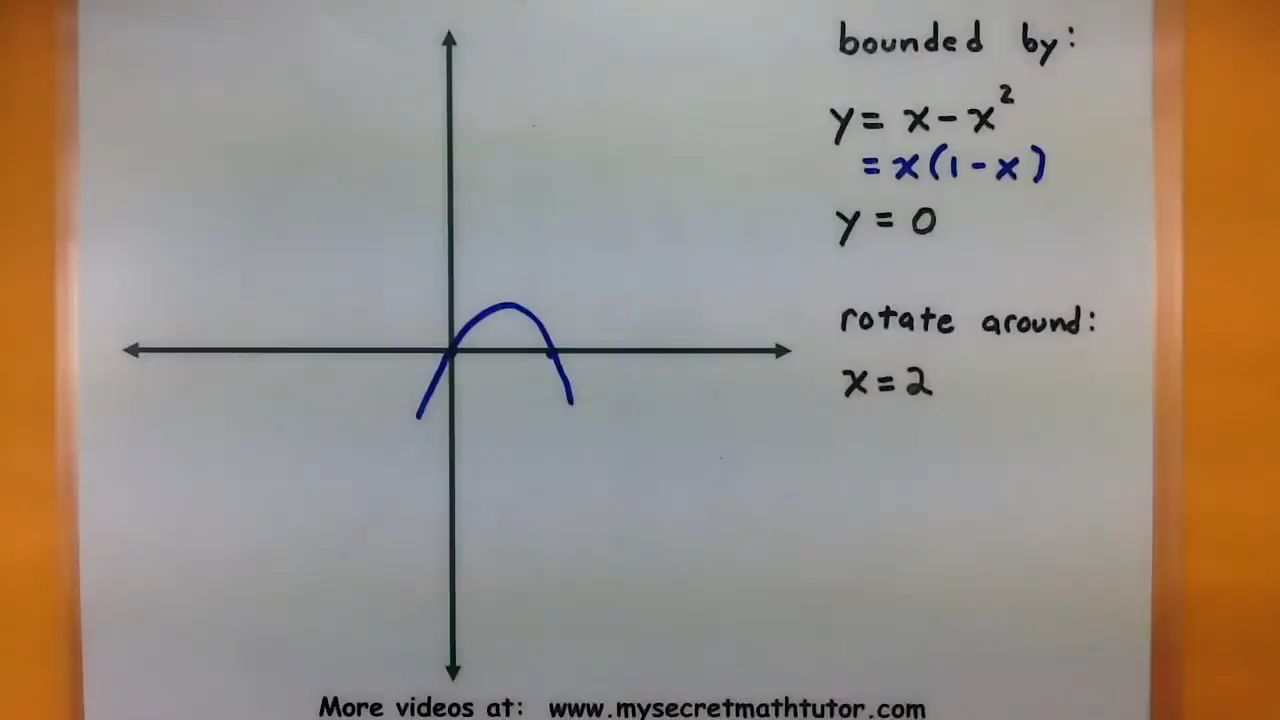 bounded by:
y = x - x²
= x(1 - x)
y = 0
rotate around:
x = 2
More videos at: www.mysecretmathtutor.com